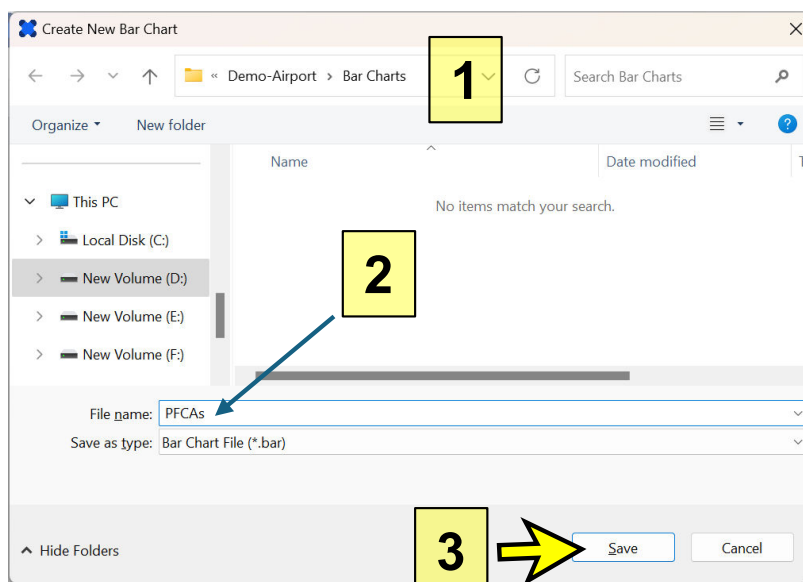 Create New Bar Chart
« Demo-Airport > Bar Charts
1
Search Bar Charts
Organize
New folder
?
Name
Date modified
T
This PC
No items match your search.
Local Disk (C:)
2
New Volume (D:)
New Volume (E:)
New Volume (F:)
File name: PFCAs
Save as type: Bar Chart File (*.bar)
Hide Folders
3
Save
Cancel